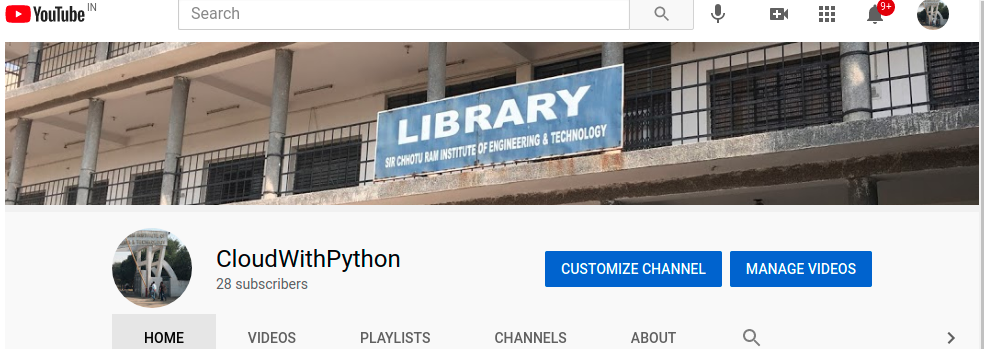 YouTube IN
Search
9+
LIBRARY
SIR CHHOTU RAM INSTITUTE OF ENGINEERING & TECHNOLOGY
CloudWithPython
28 subscribers
CUSTOMIZE CHANNEL
MANAGE VIDEOS
HOME
VIDEOS
PLAYLISTS
CHANNELS
ABOUT